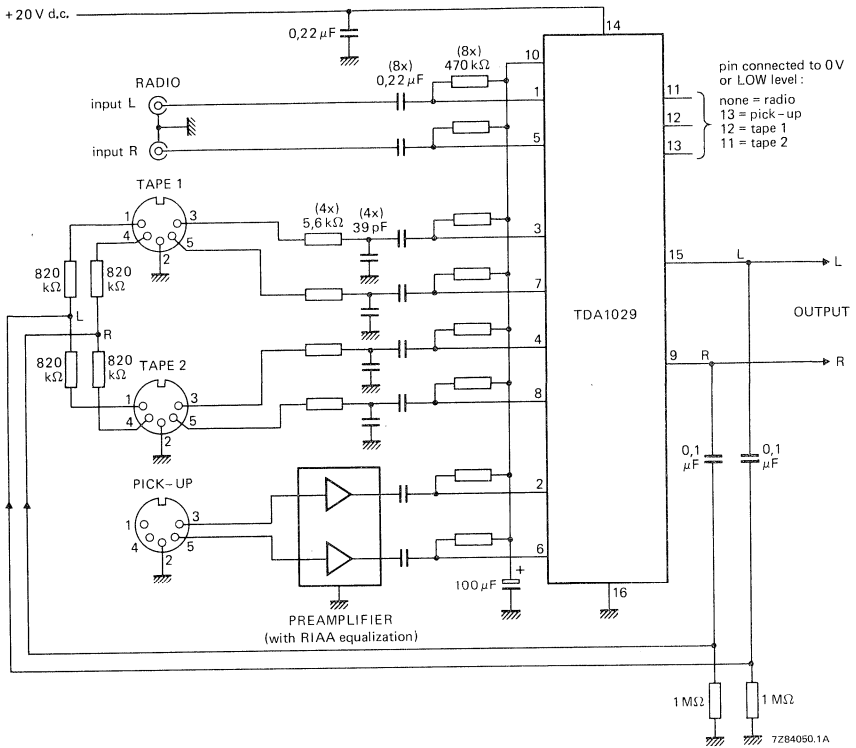 +20 V d.c.
0,22 µF
14
10
(8x)
470 kΩ
(8x)
0,22 µF
pin connected to 0 V
or LOW level :
none = radio
13 = pick-up
12 = tape 1
11 = tape 2
11
12
13
RADIO
input L
input R
1
5
TAPE 1
1
3
4
5
2
(4x)
5,6 kΩ
(4x)
39 pF
3
7
820
kΩ
820
kΩ
L
R
820
kΩ
820
kΩ
TDA1029
15
L
L
OUTPUT
9
R
R
4
8
TAPE 2
1
3
4
5
2
0,1
µF
0,1
µF
PICK-UP
1
3
4
5
2
2
6
100 µF
+
16
PREAMPLIFIER
(with RIAA equalization)
1 MΩ
1 MΩ
7Z84050.1A